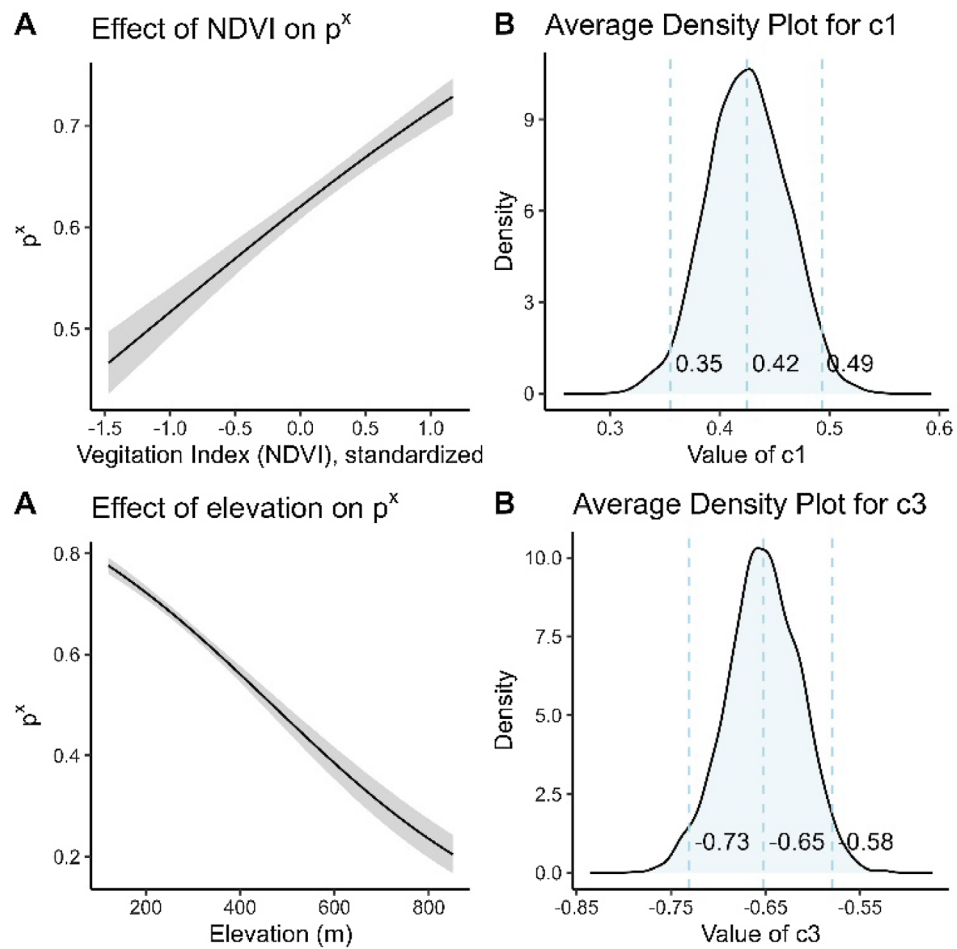 A Effect of NDVI on pˣ
0.7
0.6
0.5
pˣ
-1.5 -1.0 -0.5 0.0 0.5 1.0
Vegitation Index (NDVI), standardized
B Average Density Plot for c1
9
6
3
0
Density
0.35 0.42 0.49
0.3 0.4 0.5 0.6
Value of c1
A Effect of elevation on pˣ
0.8
0.6
0.4
0.2
pˣ
200 400 600 800
Elevation (m)
B Average Density Plot for c3
10.0
7.5
5.0
2.5
0.0
Density
-0.73 -0.65 -0.58
-0.85 -0.75 -0.65 -0.55
Value of c3